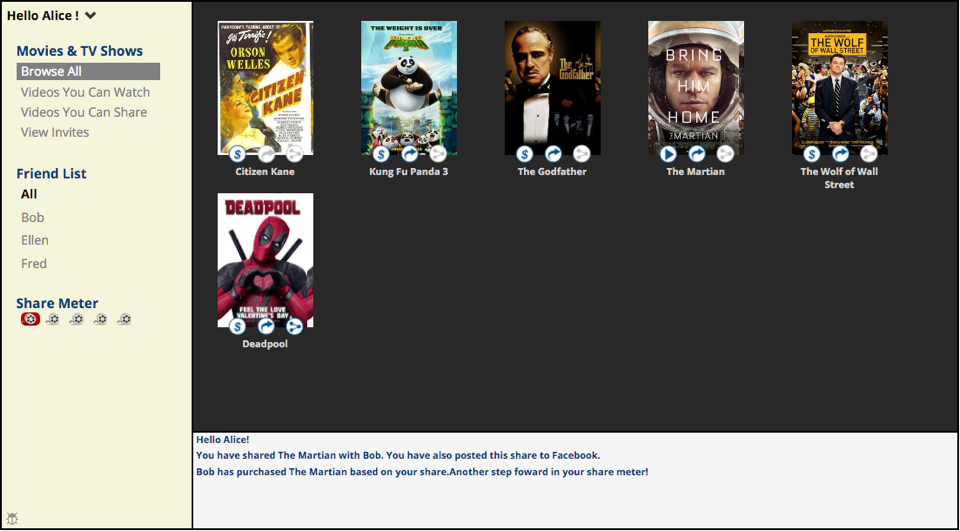 Hello Alice !
Movies & TV Shows
Browse All
Videos You Can Watch
Videos You Can Share
View Invites
Friend List
All
Bob
Ellen
Fred
Share Meter
It's Terrific!
ORSON
WELLES
CITIZEN
KANE
$
Citizen Kane
THE WEIGHT IS OVER
$
Kung Fu Panda 3
The
Godfather
$
The Godfather
BRING
HIM
HOME
THE MARTIAN
The Martian
THE WOLF
OF WALL STREET
$
The Wolf of Wall
Street
DEADPOOL
FEEL THE LOVE
VALENTINE'S DAY
$
Deadpool
Hello Alice!
You have shared The Martian with Bob. You have also posted this share to Facebook.
Bob has purchased The Martian based on your share.Another step foward in your share meter!